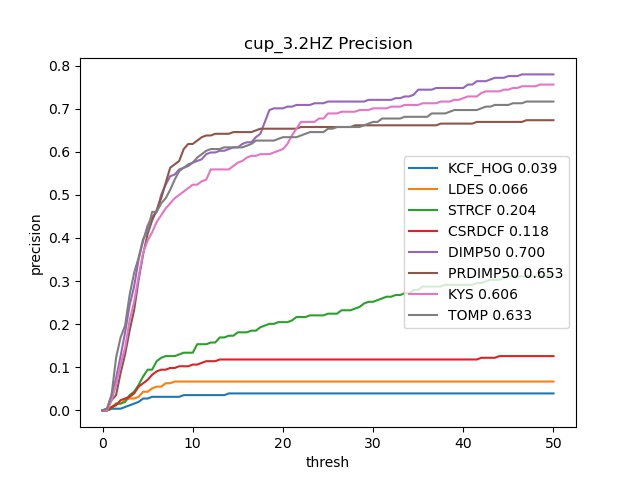 cup_3.2HZ Precision
precision
0.8
0.7
0.6
0.5
0.4
0.3
0.2
0.1
0.0
KCF_HOG 0.039
LDES 0.066
STRCF 0.204
CSRDCF 0.118
DIMP50 0.700
PRDIMP50 0.653
KYS 0.606
TOMP 0.633
0 10 20 30 40 50
thresh